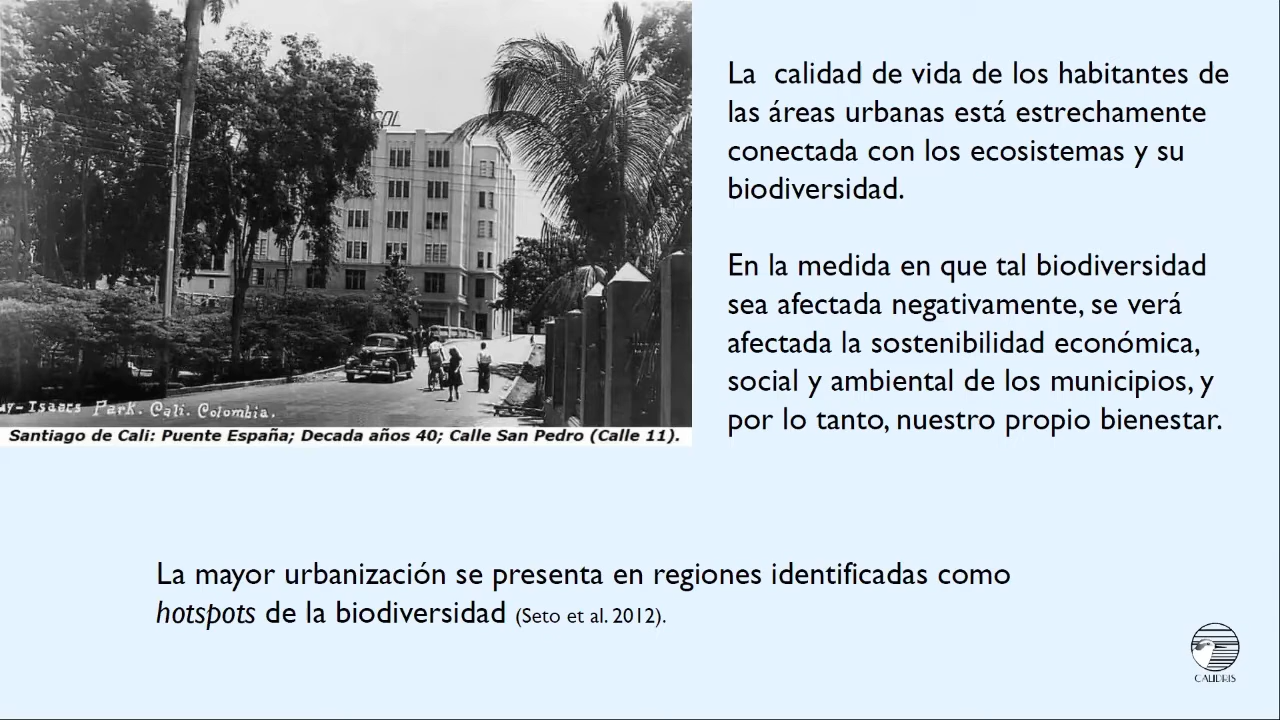 SOL
Isaacs Park. Cali. Colombia.
Santiago de Cali: Puente España; Decada años 40; Calle San Pedro (Calle 11).
La calidad de vida de los habitantes de
las áreas urbanas está estrechamente
conectada con los ecosistemas y su
biodiversidad.
En la medida en que tal biodiversidad
sea afectada negativamente, se verá
afectada la sostenibilidad económica,
social y ambiental de los municipios, y
por lo tanto, nuestro propio bienestar.
La mayor urbanización se presenta en regiones identificadas como
hotspots de la biodiversidad (Seto et al. 2012).
CALIDRIS